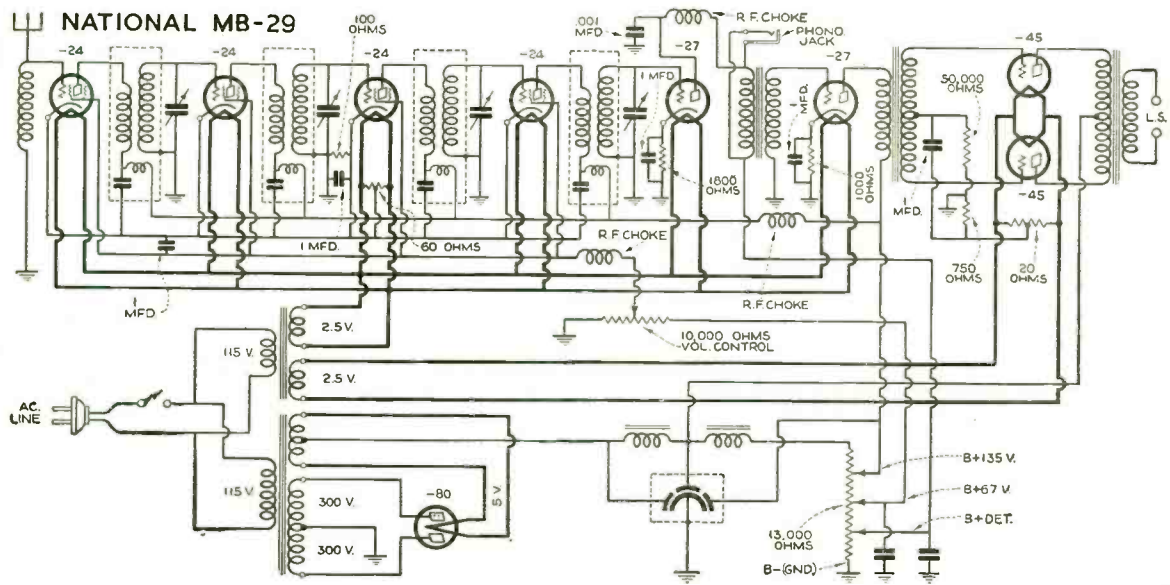 NATIONAL MB-29
-24
-24
100
OHMS
-24
-24
.001
MFD.
R.F. CHOKE
PHONO.
JACK
-27
1 MFD
-27
1
MFD.
-45
50,000
OHMS
L.S.
1800
OHMS
1000
OHMS
1
MFD.
-45
750
OHMS
20
OHMS
1 MFD.
60 OHMS
R.F. CHOKE
R.F. CHOKE
1
MFD
10,000 OHMS
VOL. CONTROL
2.5 V.
2.5 V.
115 V.
A.C.
LINE
115 V.
300 V.
300 V.
-80
5 V.
B+135 V.
B+67 V.
B+DET.
13,000
OHMS
B-(GND)